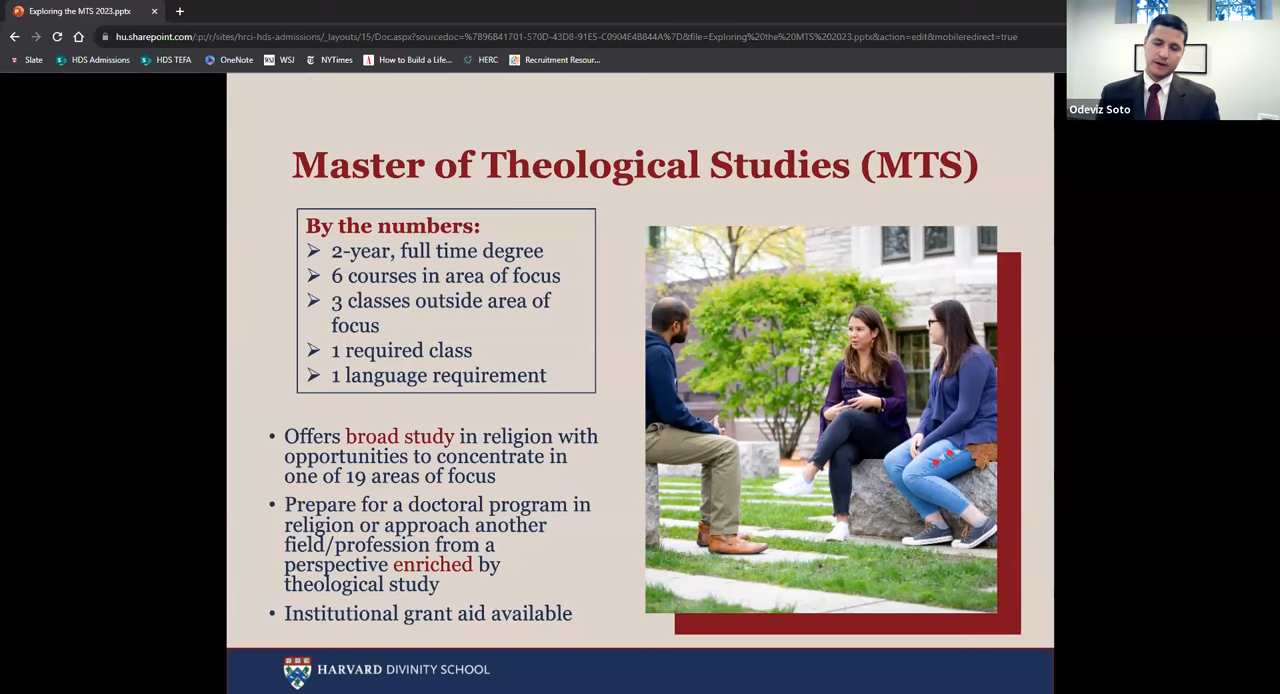 Exploring the MTS 2023.pptx
hu.sharepoint.com/:p:/r/sites/hrci-hds-admissions/_layouts/15/Doc.aspx?sourcedoc=%7B96B41701-570D-43D8-91E5-C0904E4B844A%7D&file=Exploring%20the%20MTS%202023.pptx&action=edit&mobileredirect=true
Slate HDS Admissions HDS TEFA OneNote WSJ WSJ NYTimes How to Build a Life... HERC Recruitment Resour...
Odeviz Soto
Master of Theological Studies (MTS)
By the numbers:
➢ 2-year, full time degree
➢ 6 courses in area of focus
➢ 3 classes outside area of
focus
➢ 1 required class
➢ 1 language requirement
• Offers broad study in religion with
opportunities to concentrate in
one of 19 areas of focus
• Prepare for a doctoral program in
religion or approach another
field/profession from a
perspective enriched by
theological study
• Institutional grant aid available
HARVARD DIVINITY SCHOOL